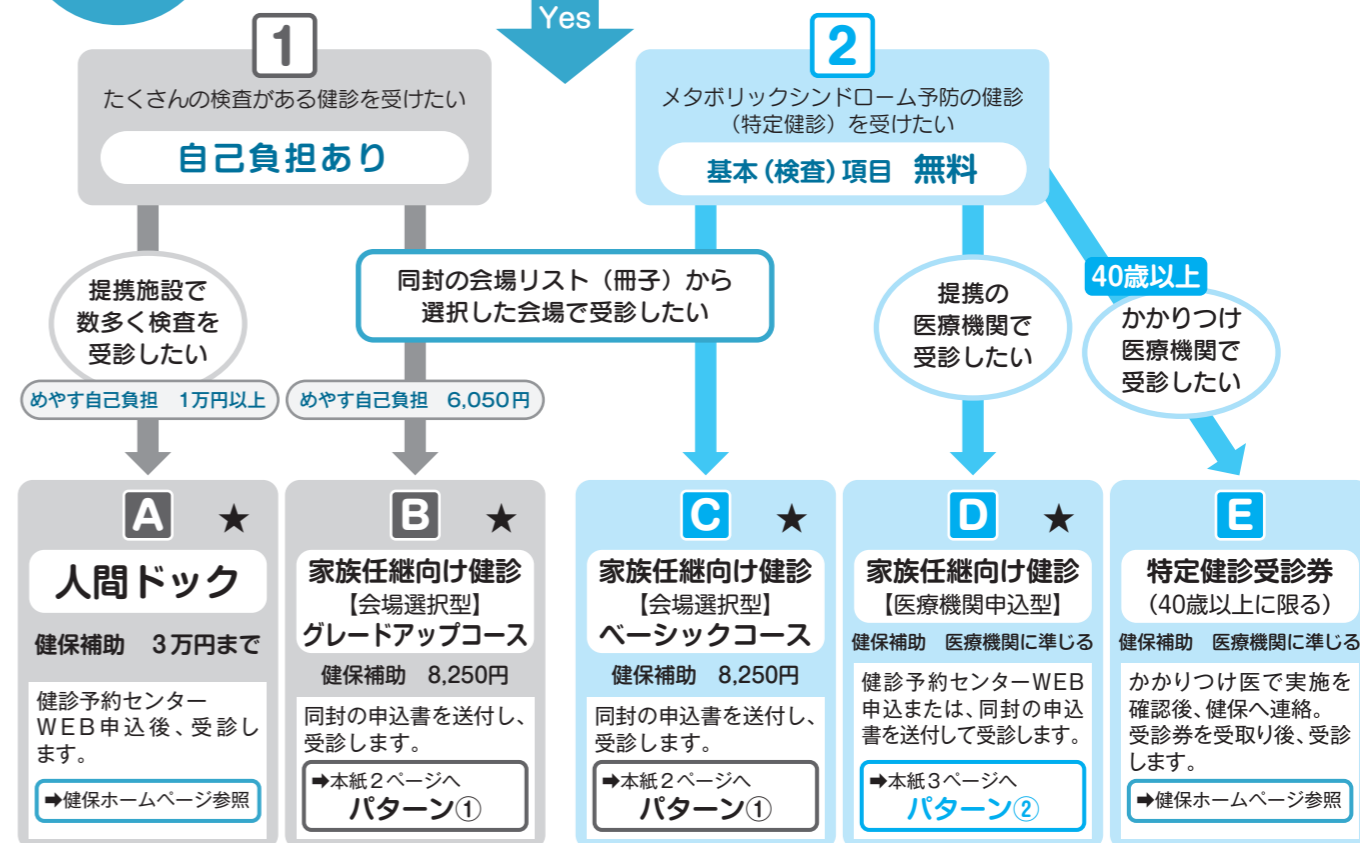 Yes
1
たくさんの検査がある健診を受けたい
自己負担あり
2
メタボリックシンドローム予防の健診
（特定健診）を受けたい
基本（検査）項目　無料
提携施設で
数多く検査を
受診したい
めやす自己負担　1万円以上
同封の会場リスト（冊子）から
選択した会場で受診したい
めやす自己負担　6,050円
提携の
医療機関で
受診したい
40歳以上
かかりつけ
医療機関で
受診したい
A ★
人間ドック
健保補助　3万円まで
健診予約センター
WEB申込後、受診し
ます。
➡健保ホームページ参照
B ★
家族任継向け健診
【会場選択型】
グレードアップコース
健保補助　8,250円
同封の申込書を送付し、
受診します。
➡本紙2ページへ
パターン①
C ★
家族任継向け健診
【会場選択型】
ベーシックコース
健保補助　8,250円
同封の申込書を送付し、
受診します。
➡本紙2ページへ
パターン①
D ★
家族任継向け健診
【医療機関申込型】
健保補助　医療機関に準じる
健診予約センターWEB
申込または、同封の申込
書を送付して受診します。
➡本紙3ページへ
パターン②
E
特定健診受診券
（40歳以上に限る）
健保補助　医療機関に準じる
かかりつけ医で実施を
確認後、健保へ連絡。
受診券を受取り後、受診
します。
➡健保ホームページ参照